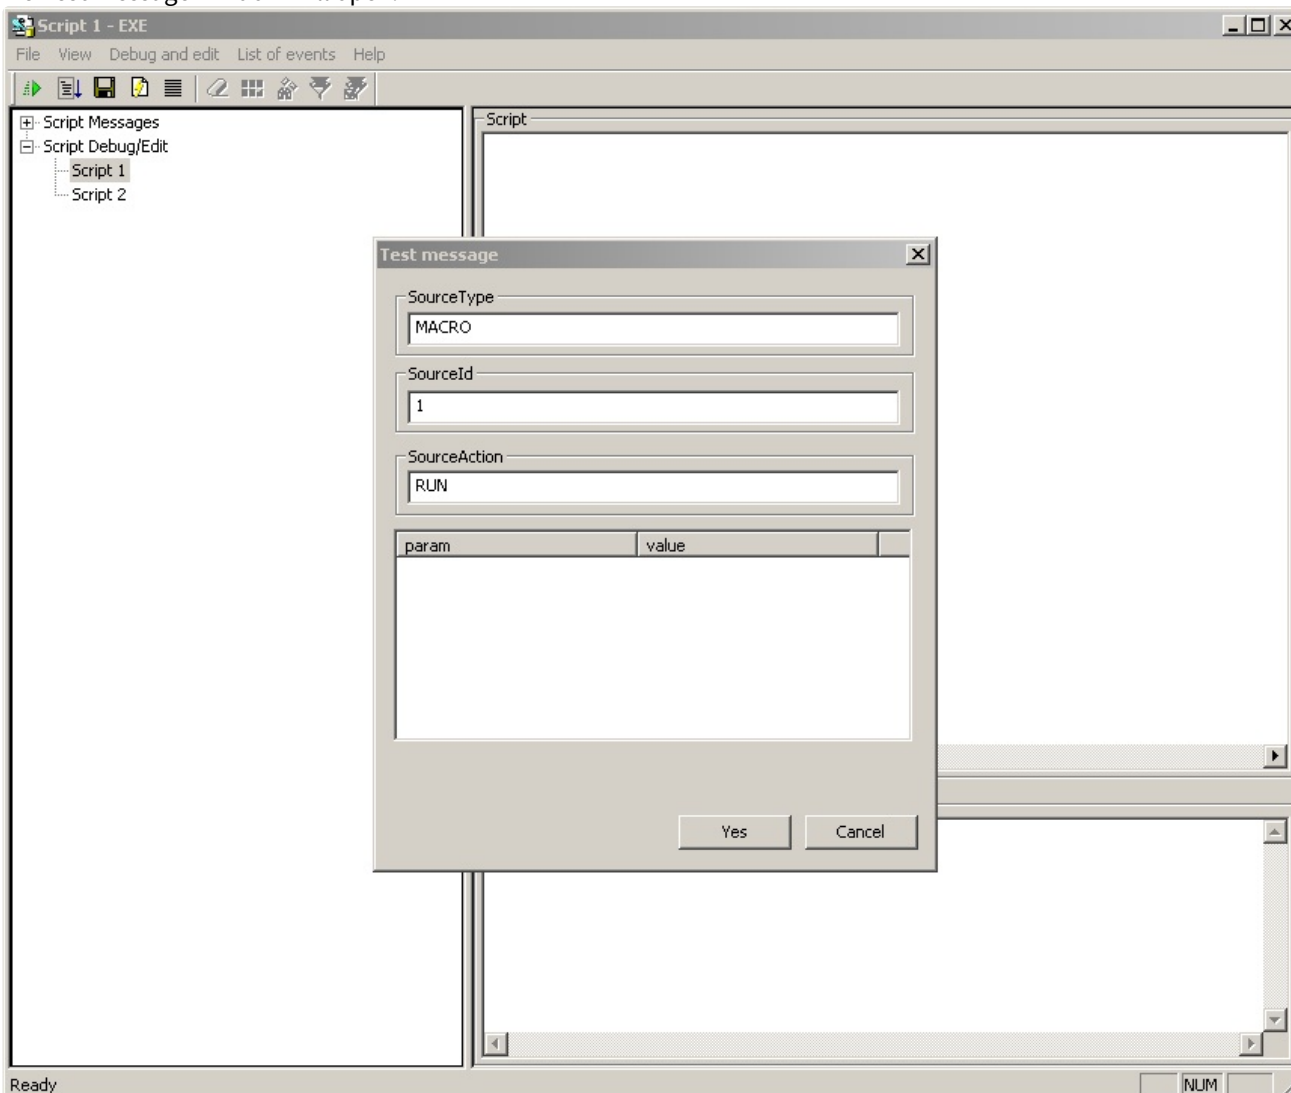 Script 1 - EXE
File View Debug and edit List of events Help
Script Messages
Script Debug/Edit
Script 1
Script 2
Script
Test message
SourceType
MACRO
SourceId
1
SourceAction
RUN
param value
Yes Cancel
Ready NUM